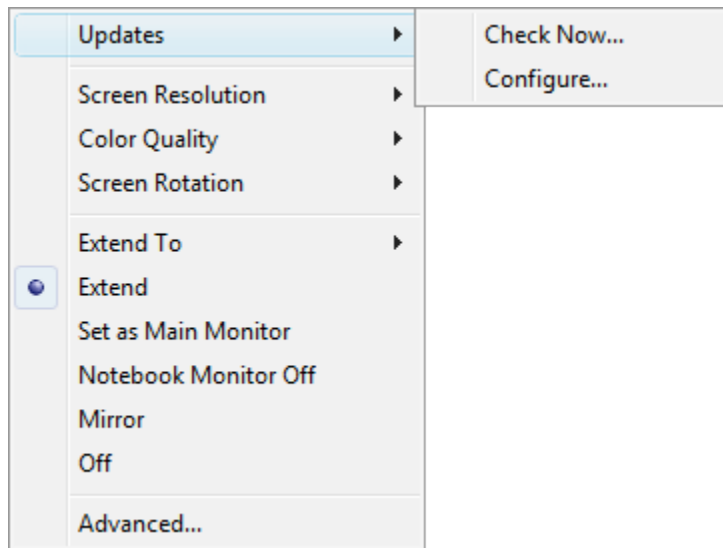 Updates
Check Now...
Configure...
Screen Resolution
Color Quality
Screen Rotation
Extend To
Extend
Set as Main Monitor
Notebook Monitor Off
Mirror
Off
Advanced...